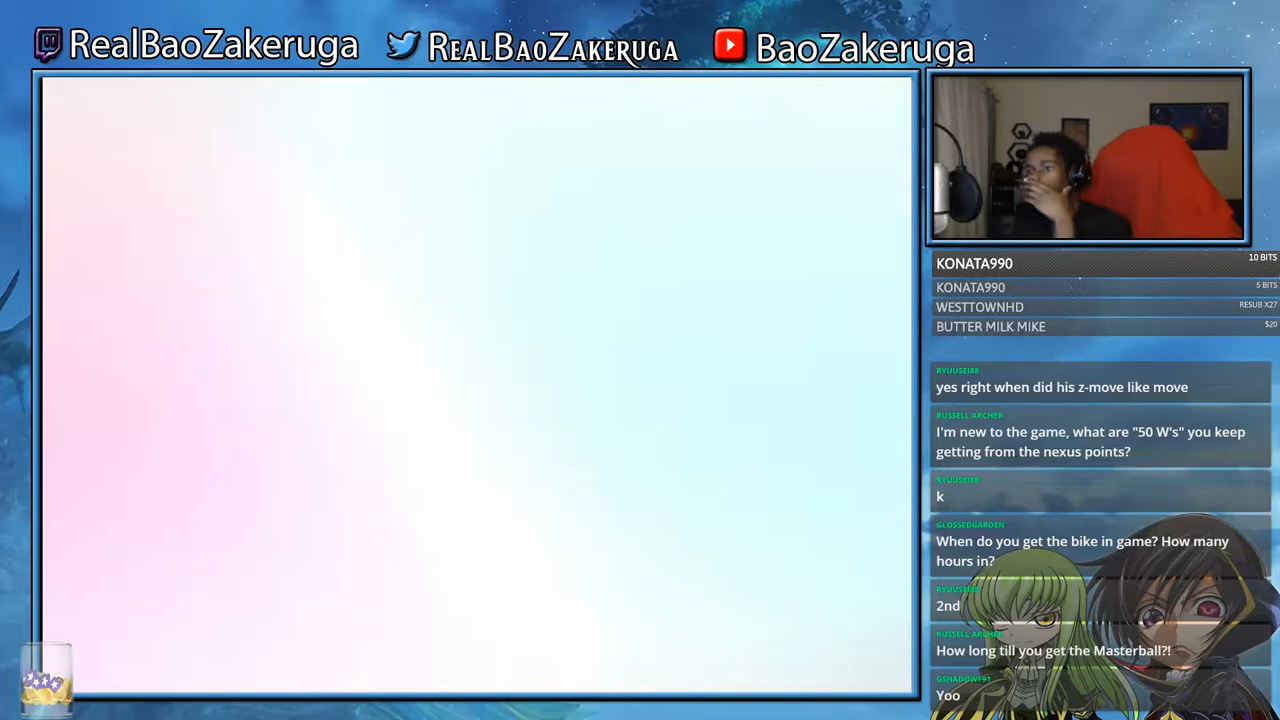 RealBaoZakeruga
RealBaoZakeruga
BaoZakeruga
KONATA990 10 BITS
KONATA990 5 BITS
WESTTOWNHD RESUB X27
BUTTER MILK MIKE $20
RYUUSEI88
yes right when did his z-move like move
RUSSELL ARCHER
I'm new to the game, what are "50 W's" you keep
getting from the nexus points?
RYUUSEI88
k
GLOSSEDGARDEN
When do you get the bike in game? How many
hours in?
RYUUSEI88
2nd
RUSSELL ARCHER
How long till you get the Masterball?!
GSHADOWF91
Yoo